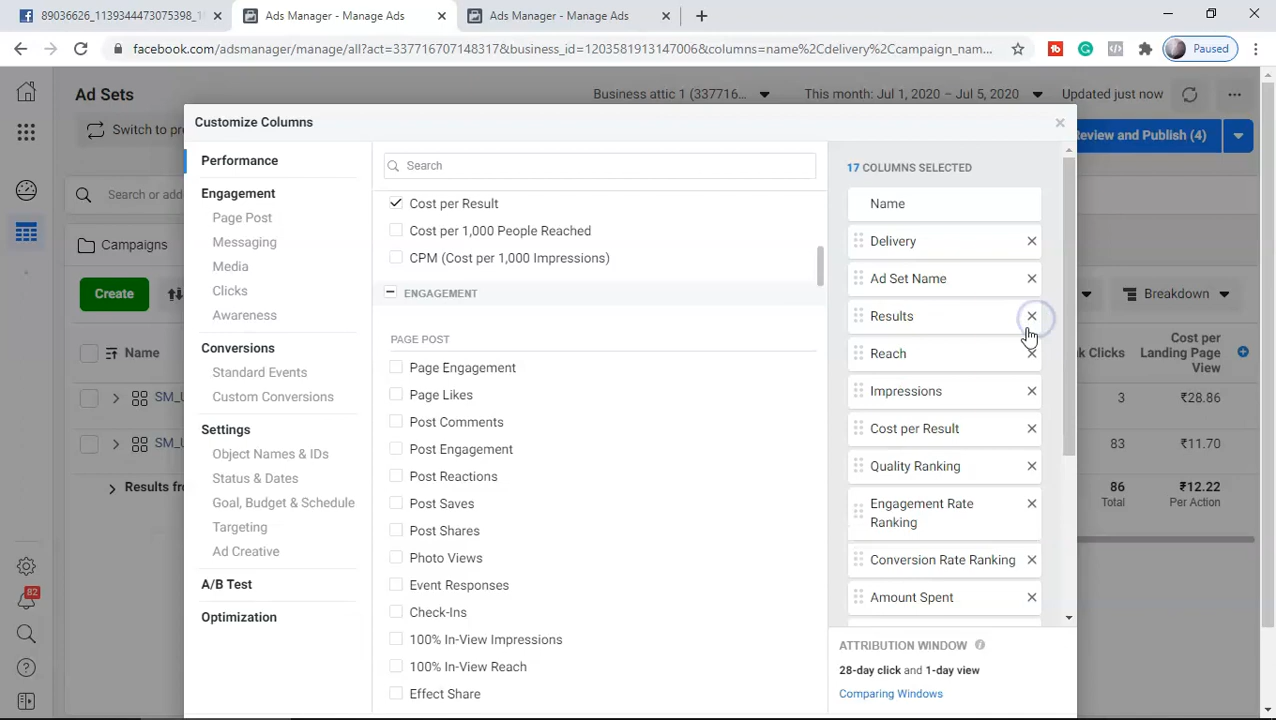 89036626_1139344473075398_1
Ads Manager - Manage Ads
Ads Manager - Manage Ads
facebook.com/adsmanager/manage/all?act=337716707148317&business_id=1203581913147006&columns=name%2Cdelivery%2Ccampaign_nam...
Paused
Ad Sets
Business attic 1 (337716...
This month: Jul 1, 2020 – Jul 5, 2020
Updated just now
Switch to pr
Review and Publish (4)
Search or add
Campaigns
Create
Breakdown
Name
nk Clicks
Cost per
Landing Page
View
SM_U
3
₹28.86
SM_U
83
₹11.70
Results fro
86
Total
₹12.22
Per Action
82
Customize Columns
Performance
Engagement
Page Post
Messaging
Media
Clicks
Awareness
Conversions
Standard Events
Custom Conversions
Settings
Object Names & IDs
Status & Dates
Goal, Budget & Schedule
Targeting
Ad Creative
A/B Test
Optimization
Search
Cost per Result
Cost per 1,000 People Reached
CPM (Cost per 1,000 Impressions)
ENGAGEMENT
PAGE POST
Page Engagement
Page Likes
Post Comments
Post Engagement
Post Reactions
Post Saves
Post Shares
Photo Views
Event Responses
Check-Ins
100% In-View Impressions
100% In-View Reach
Effect Share
17 COLUMNS SELECTED
Name
Delivery
Ad Set Name
Results
Reach
Impressions
Cost per Result
Quality Ranking
Engagement Rate
Ranking
Conversion Rate Ranking
Amount Spent
ATTRIBUTION WINDOW
28-day click and 1-day view
Comparing Windows